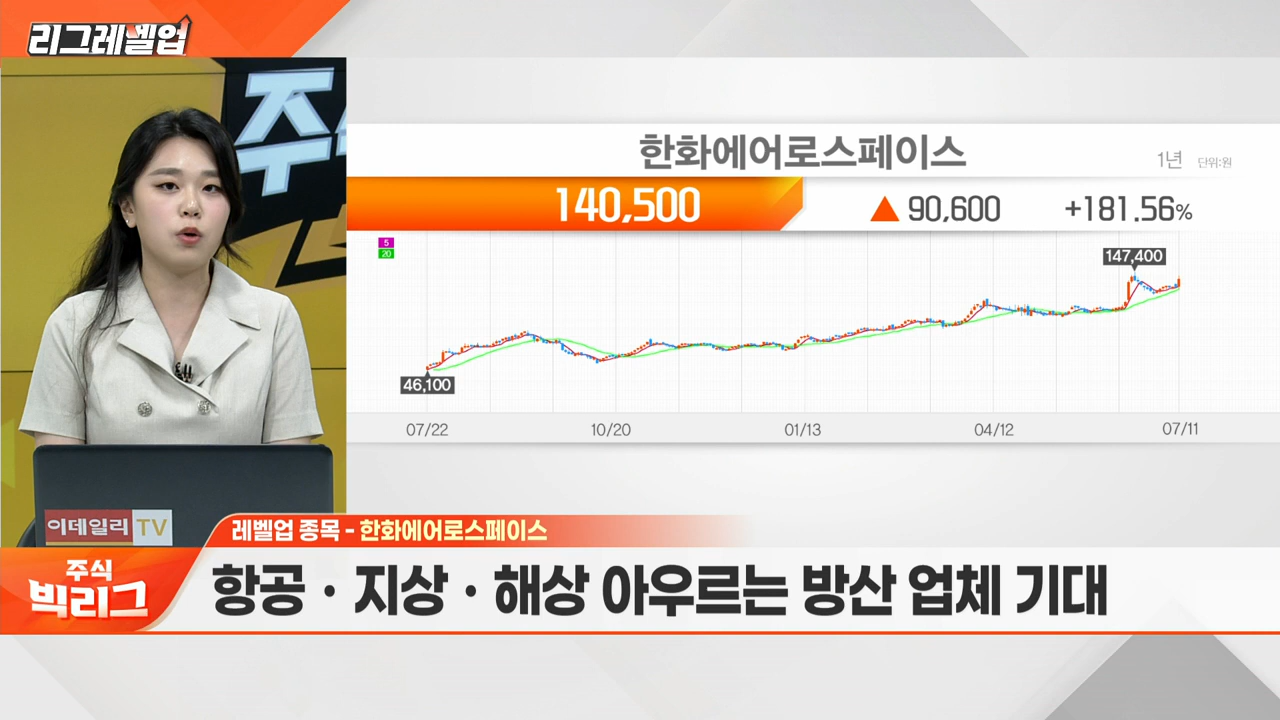 리그레벨업
주식
한화에어로스페이스
1년 단위:원
140,500 ▲ 90,600 +181.56%
5
20
147,400
46,100
07/22 10/20 01/13 04/12 07/11
이데일리 TV
레벨업 종목 - 한화에어로스페이스
주식
빅리그
항공 · 지상 · 해상 아우르는 방산 업체 기대